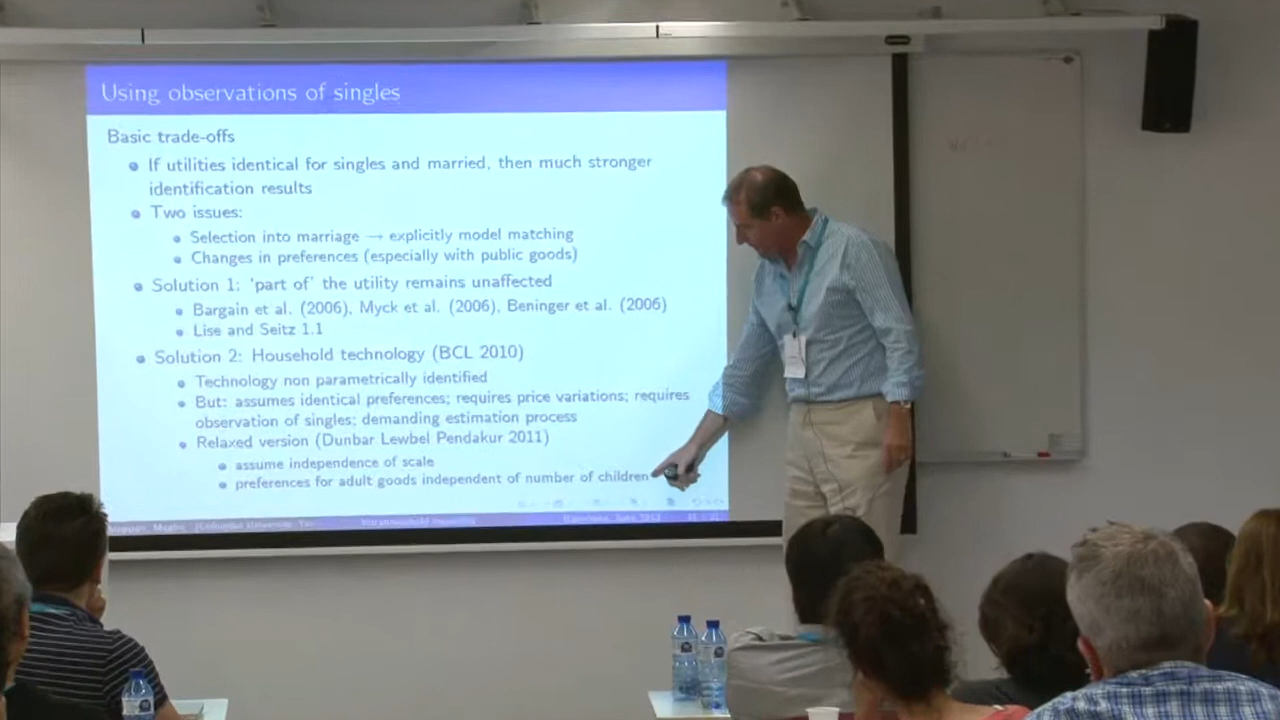 Using observations of singles
Basic trade-offs
If utilities identical for singles and married, then much stronger
identification results
Two issues:
Selection into marriage → explicitly model matching
Changes in preferences (especially with public goods)
Solution 1: 'part of' the utility remains unaffected
Bargain et al. (2006), Myck et al. (2006), Beninger et al. (2006)
Lise and Seitz 1.1
Solution 2: Household technology (BCL 2010)
Technology non parametrically identified
But: assumes identical preferences; requires price variations; requires
observation of singles; demanding estimation process
Relaxed version (Dunbar Lewbel Pendakur 2011)
assume independence of scale
preferences for adult goods independent of number of children